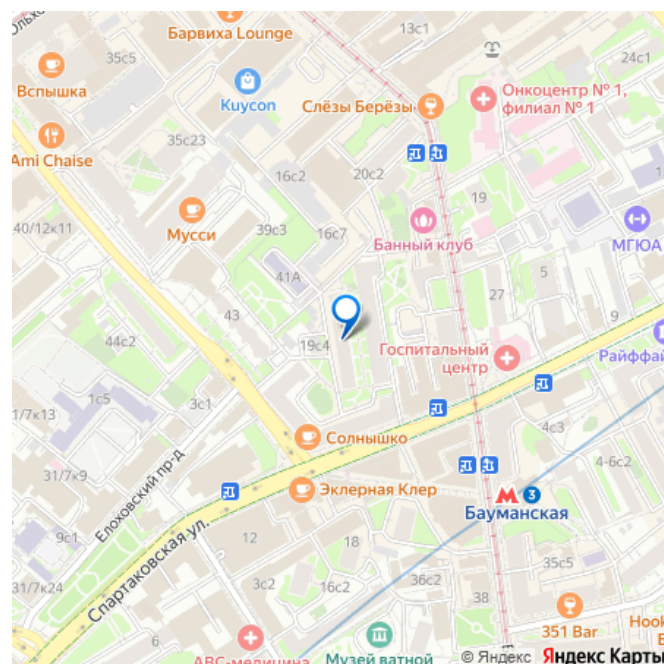 Барвиха Lounge
13с1
24с1
35с5
Вспышка
Kuycon
Слёзы Берёзы
Онкоцентр № 1,
филиал № 1
35с23
Ami Chaise
20с2
16с2
19
Мусси
39с3
16с7
Банный клуб
МГЮА
40/12к11
41А
5
27
43
9
44с2
19с4
Госпитальный
центр
Райффай
1с5
3с1
1/7к13
Солнышко
4с3
31/7к9
4-6с2
Елоховский пр-д
Эклерная Клер
3
Бауманская
9с1
Спартаковская ул.
12
18
35с5
31/7к24
3с2
16с2
36с2
38
351 Bar
Hook
6
АВС-медицина
Музей ватной
© Яндекс Яндекс Карты